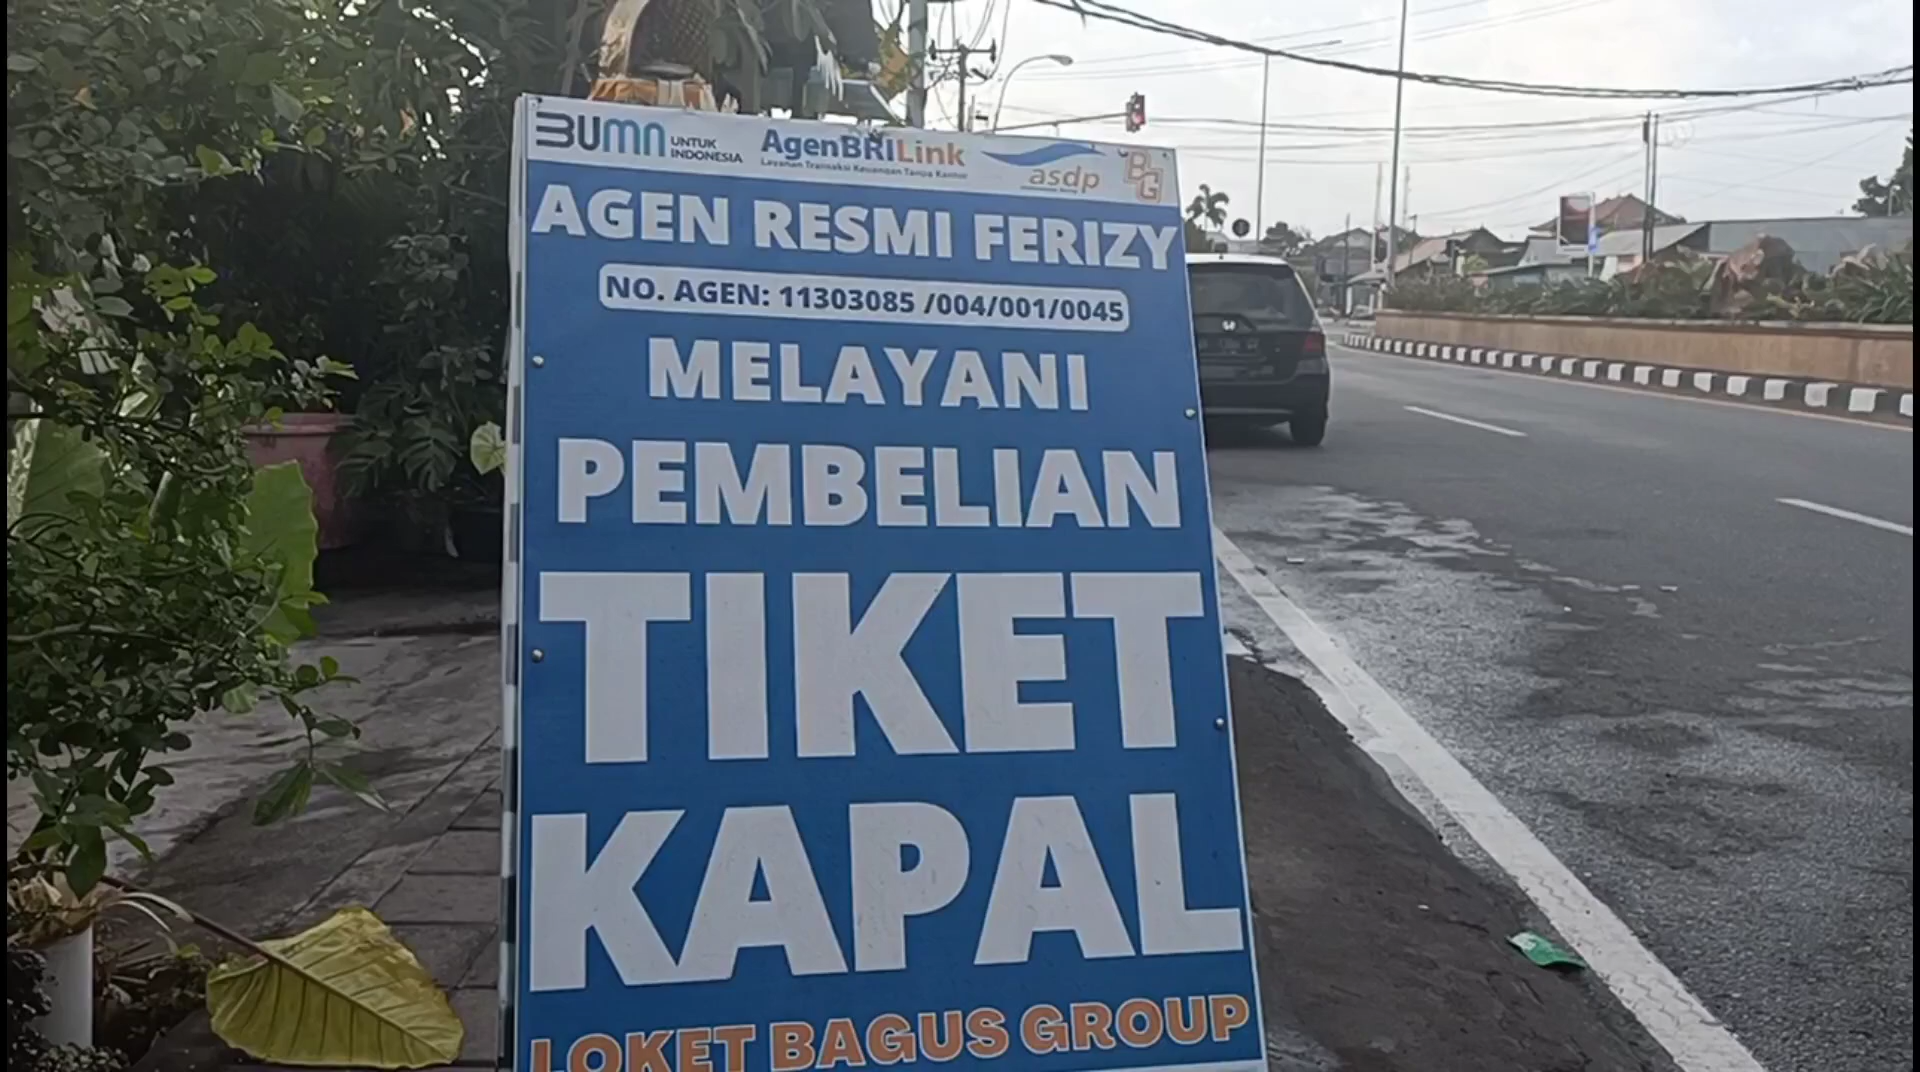 BUMN UNTUK INDONESIA
AgenBRILink
Layanan Transaksi Keuangan Tanpa Kantor
asdp
BG
AGEN RESMI FERIZY
NO. AGEN: 11303085 /004/001/0045
MELAYANI
PEMBELIAN
TIKET
KAPAL
LOKET BAGUS GROUP